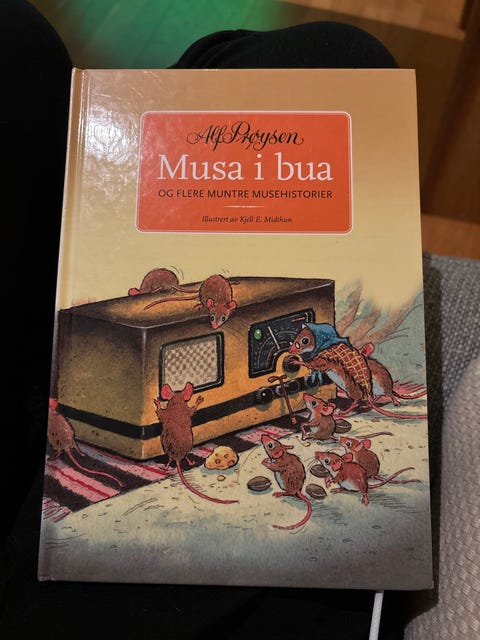 Alf Prøysen
Musa i bua
OG FLERE MUNTRE MUSEHISTORIER
Illustrert av Kjell E. Midthun